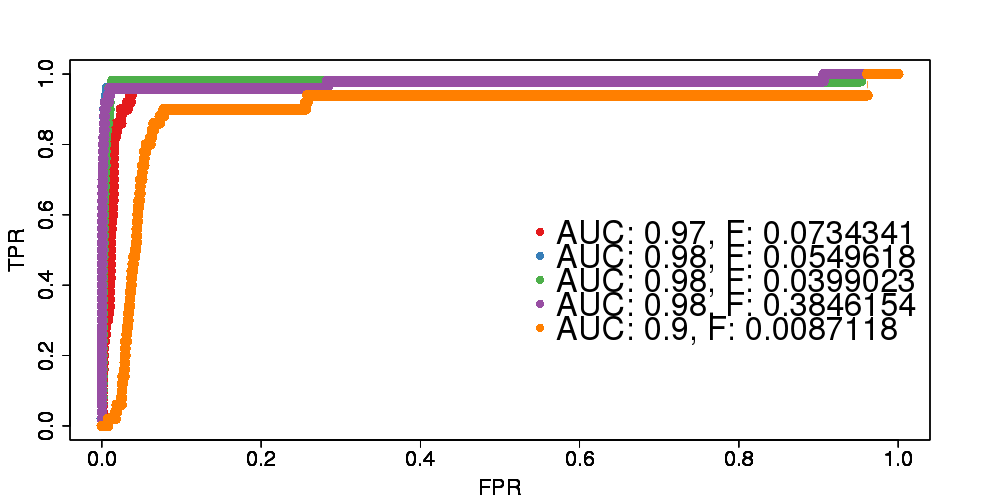 1.0
0.8
0.6
0.4
0.2
0.0
TPR
AUC: 0.97, F: 0.0734341
AUC: 0.98, F: 0.0549618
AUC: 0.98, F: 0.0399023
AUC: 0.98, F: 0.3846154
AUC: 0.9, F: 0.0087118
0.0 0.2 0.4 0.6 0.8 1.0
FPR